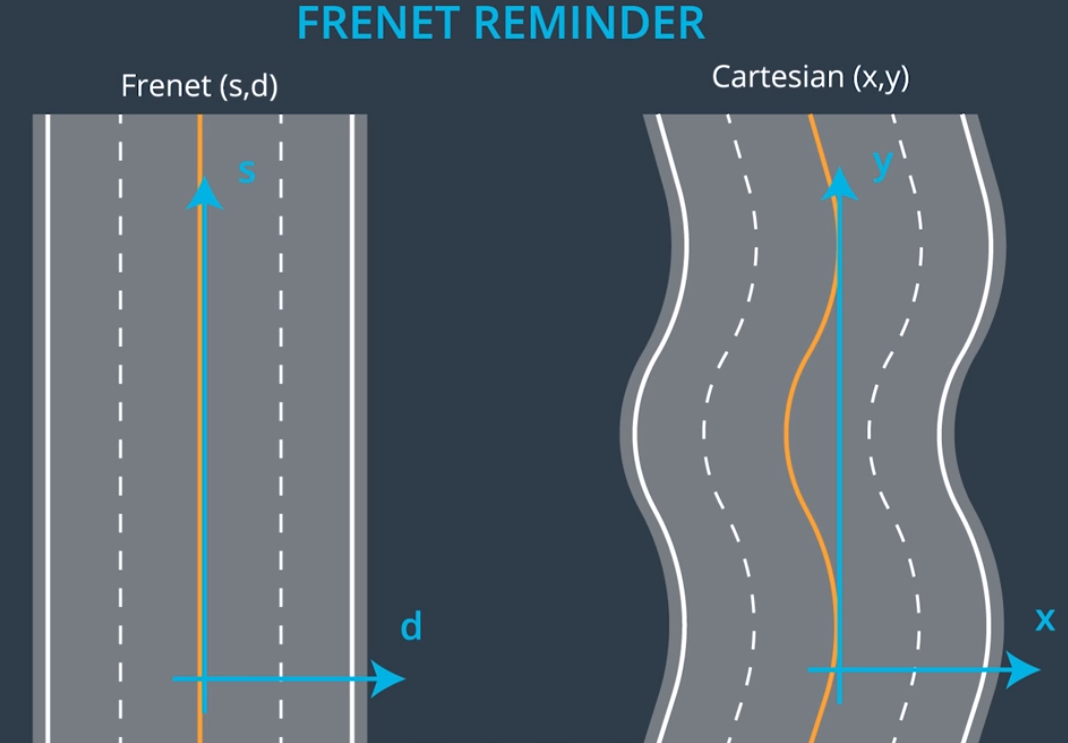 FRENET REMINDER
Frenet (s,d)
Cartesian (x,y)
s
y
d
x